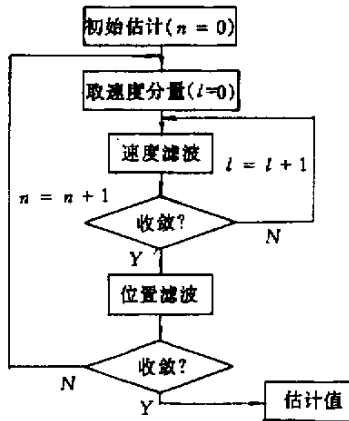 初始估计(n = 0)
取速度分量(l=0)
速度滤波
l = l + 1
n = n + 1
收敛?
N
Y
位置滤波
收敛?
N
Y
估计值